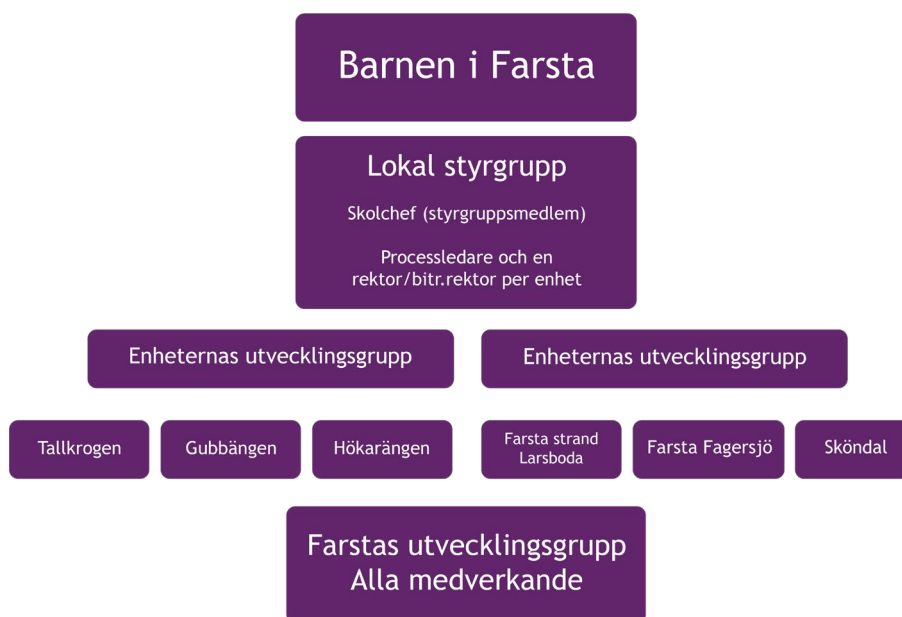 Barnen i Farsta
Lokal styrgrupp
Skolchef (styrgruppsmedlem)
Processledare och en
rektor/bitr.rektor per enhet
Enheternas utvecklingsgrupp
Enheternas utvecklingsgrupp
Tallkrogen
Gubbängen
Hökarängen
Farsta strand
Larsboda
Farsta Fagersjö
Sköndal
Farstas utvecklingsgrupp
Alla medverkande